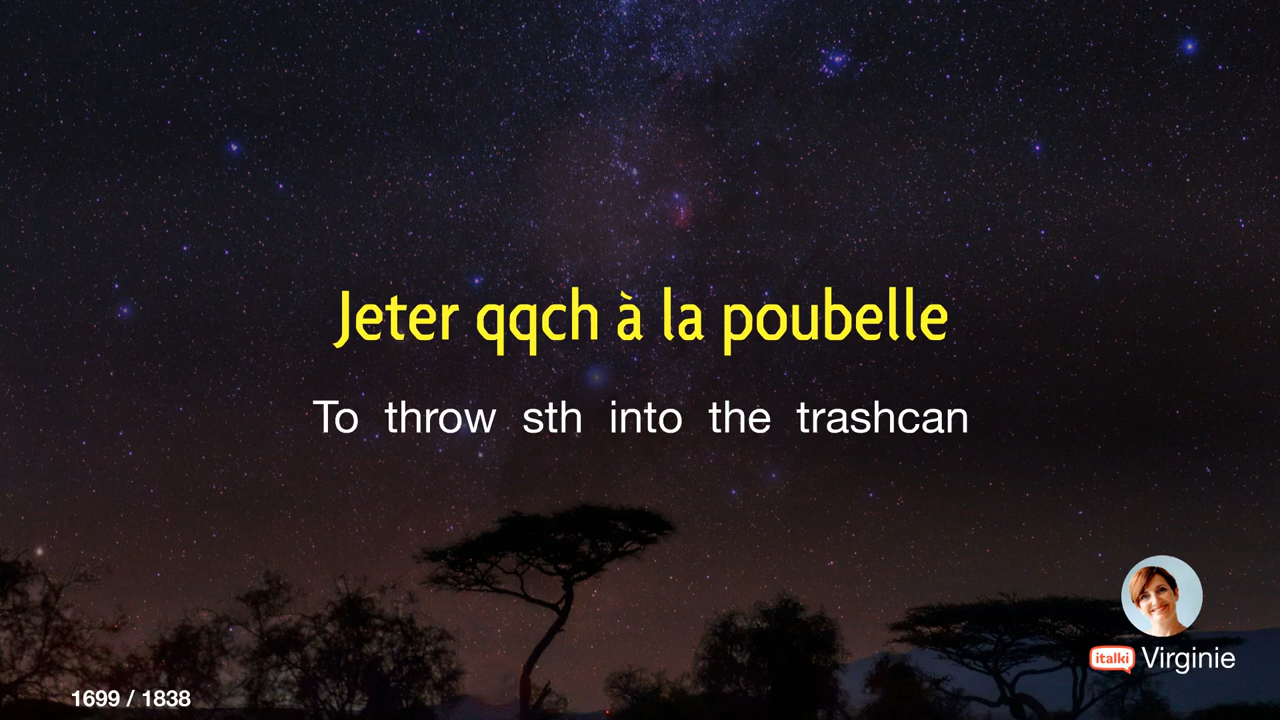 Jeter qqch à la poubelle
To throw sth into the trashcan
italki Virginie
1699 / 1838